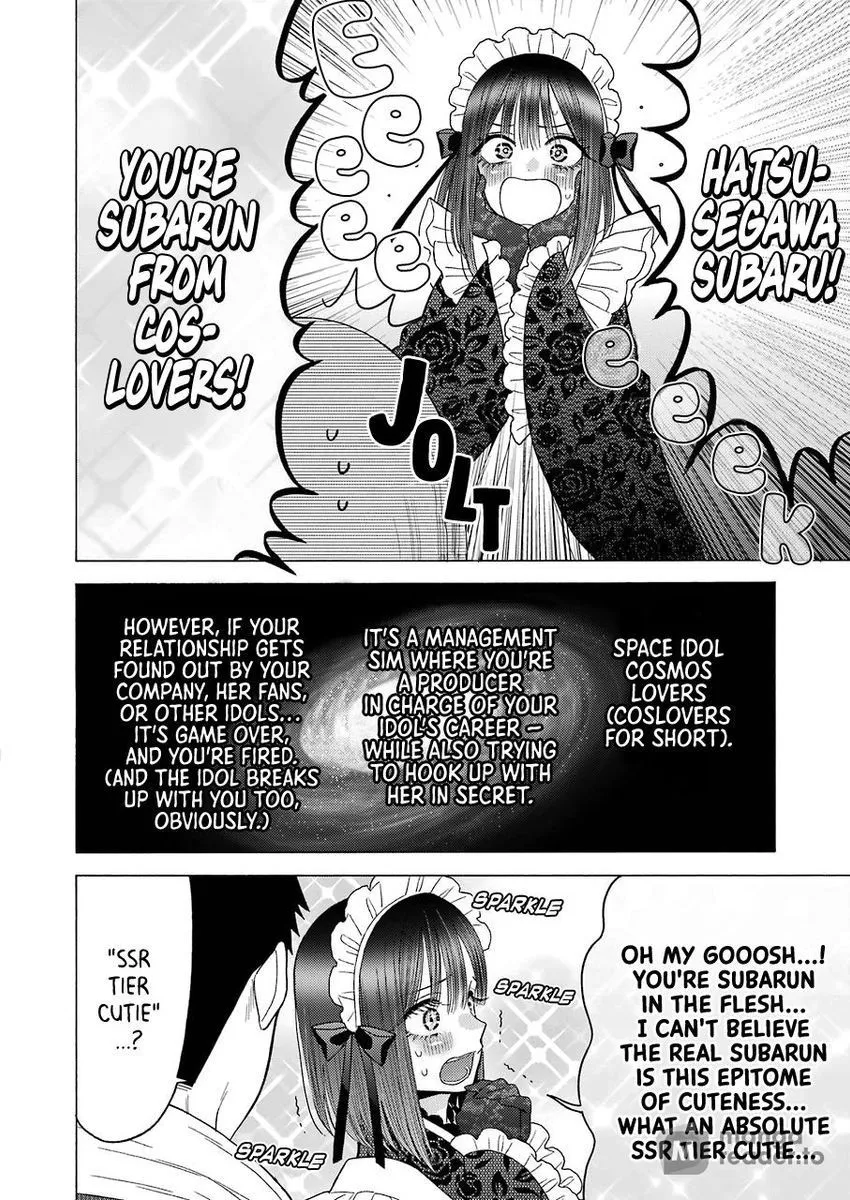 HATSU-
SEGAWA
SUBARU!
Eeeeeee
eeeek
YOU'RE
SUBARUN
FROM
COS-
LOVERS!
JOLT
SPACE IDOL
COSMOS
LOVERS
(COSLOVERS
FOR SHORT).
IT'S A MANAGEMENT
SIM WHERE YOU'RE
A PRODUCER
IN CHARGE OF YOUR
IDOL'S CAREER –
WHILE ALSO TRYING
TO HOOK UP WITH
HER IN SECRET.
HOWEVER, IF YOUR
RELATIONSHIP GETS
FOUND OUT BY YOUR
COMPANY, HER FANS,
OR OTHER IDOLS...
IT'S GAME OVER,
AND YOU'RE FIRED.
(AND THE IDOL BREAKS
UP WITH YOU TOO,
OBVIOUSLY.)
OH MY GOOOSH...!
YOU'RE SUBARUN
IN THE FLESH...
I CAN'T BELIEVE
THE REAL SUBARUN
IS THIS EPITOME
OF CUTENESS...
WHAT AN ABSOLUTE
SSR TIER CUTIE...
SPARKLE
SPARKLE
SPARKLE
"SSR
TIER
CUTIE"
...?
manga
reader.to